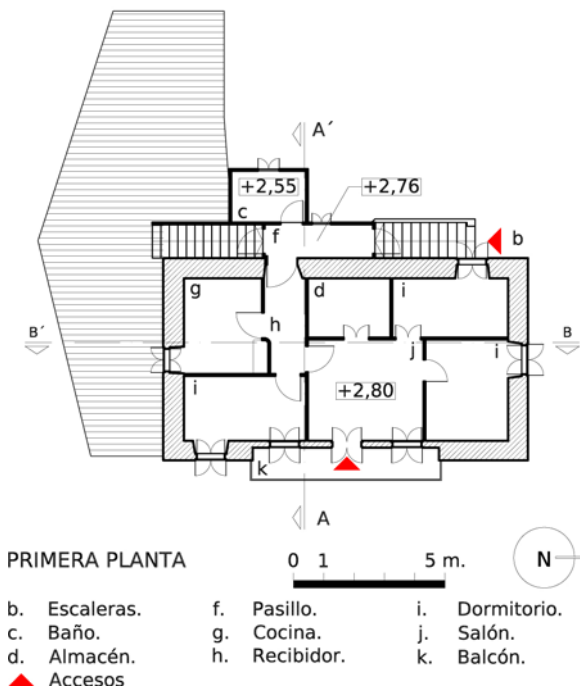 A´
+2,55
+2,76
c
f
b
g
d
i
B´
h
j
i
B
i
+2,80
k
A
PRIMERA PLANTA
0 1 5 m.
N
b. Escaleras. f. Pasillo. i. Dormitorio.
c. Baño. g. Cocina. j. Salón.
d. Almacén. h. Recibidor. k. Balcón.
Accesos